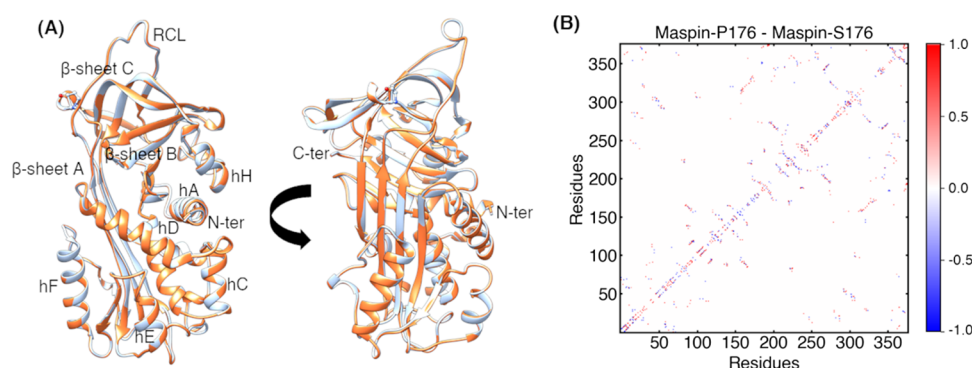 (A)
RCL
β-sheet C
β-sheet B
β-sheet A
hH
hA
N-ter
hD
hF
hC
hE
C-ter
N-ter
(B)
Maspin-P176 - Maspin-S176
Residues
350
300
250
200
150
100
50
50 100 150 200 250 300 350
Residues
1.0
0.5
0.0
-0.5
-1.0